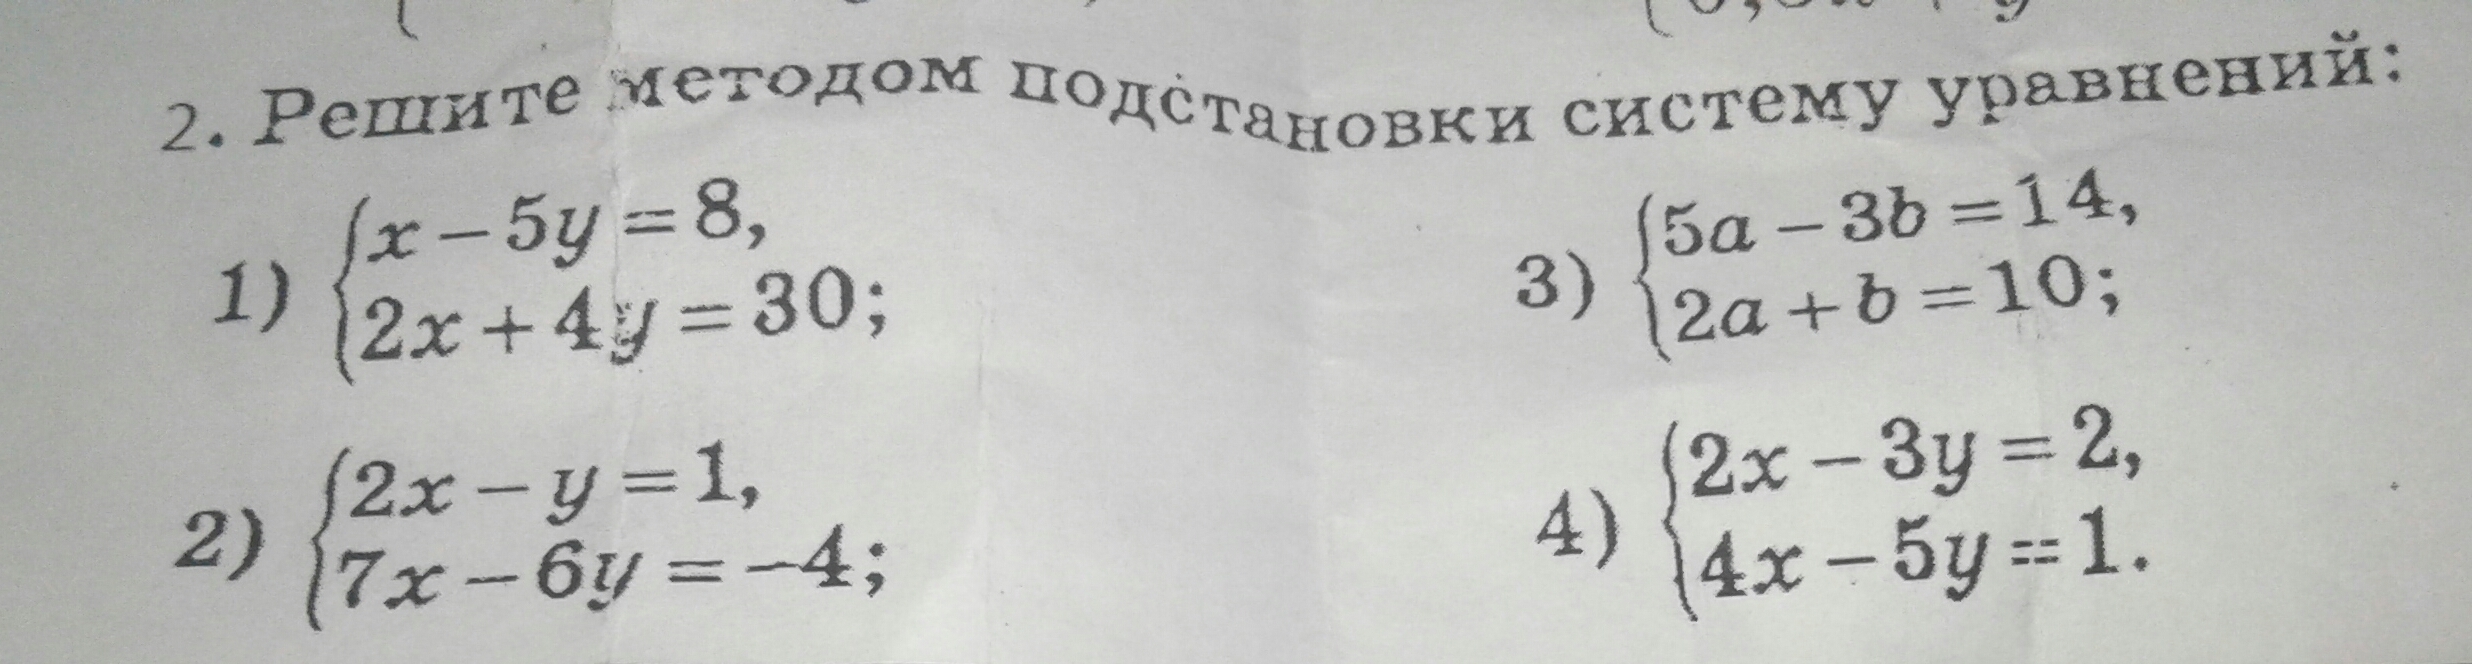 2. Решите методом подстановки систему уравнений:
1) { x − 5y = 8,
2x + 4y = 30;
2) { 2x − y = 1,
7x − 6y = −4;
3) { 5a − 3b = 14,
2a + b = 10;
4) { 2x − 3y = 2,
4x − 5y = 1.